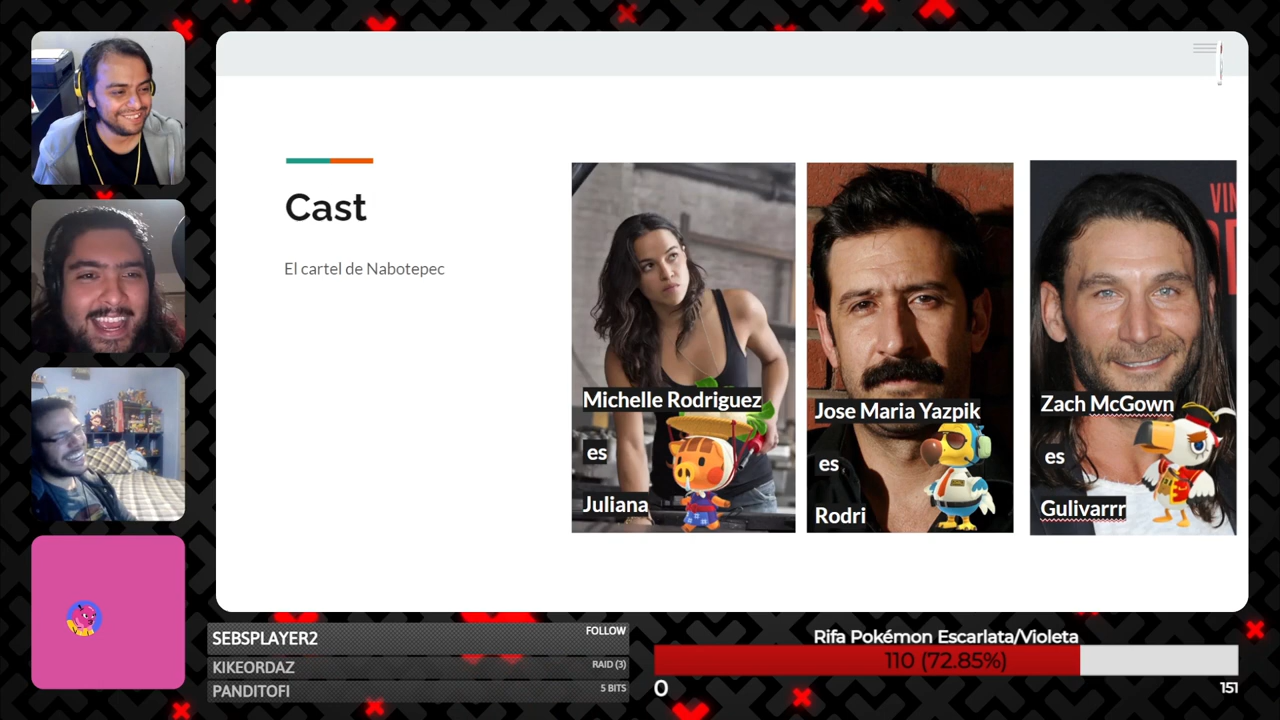 Cast
El cartel de Nabotepec
Michelle Rodriguez
es
Juliana
Jose Maria Yazpik
es
Rodri
VIN
Zach McGown
es
Gulivarrr
SEBSPLAYER2
FOLLOW
KIKEORDAZ
RAID (3)
PANDITOFI
5 BITS
Rifa Pokémon Escarlata/Violeta
110 (72.85%)
0
151